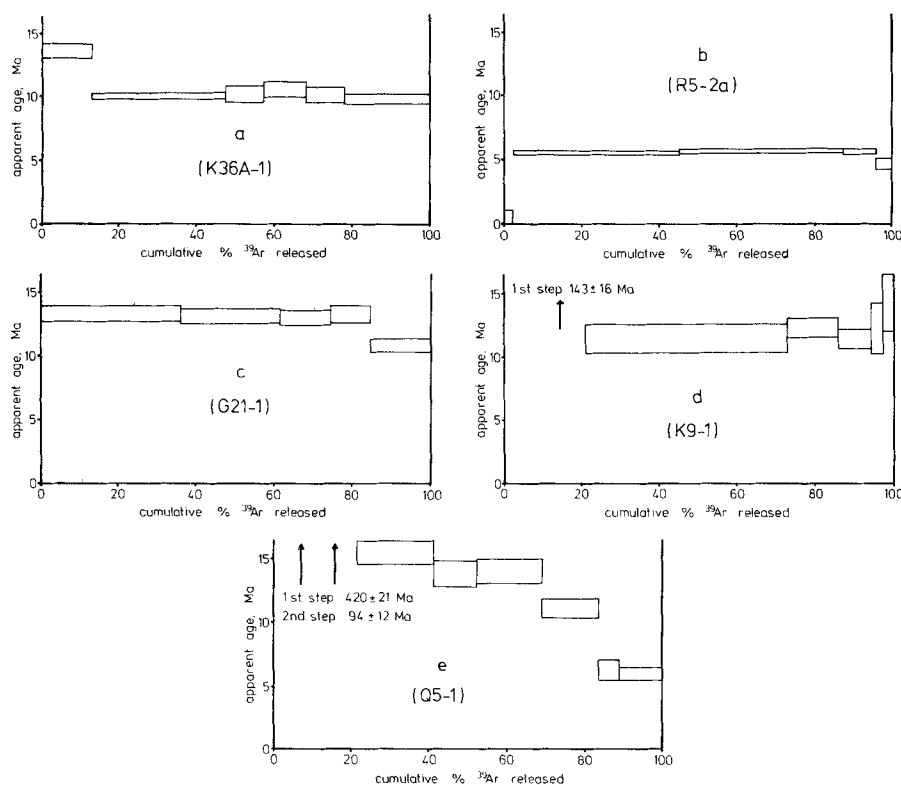 15
10
5
0
apparent age, Ma
a
(K36A-1)
0 20 40 60 80 100
cumulative % ³⁹Ar released
15
10
5
0
apparent age, Ma
b
(R5-2a)
0 20 40 60 80 100
cumulative % ³⁹Ar released
15
10
5
0
apparent age, Ma
c
(G21-1)
0 20 40 60 80 100
cumulative % ³⁹Ar released
1st step 143±16 Ma
15
10
5
0
apparent age, Ma
d
(K9-1)
0 20 40 60 80 100
cumulative % ³⁹Ar released
15
10
5
0
apparent age, Ma
1st step 420±21 Ma
2nd step 94±12 Ma
e
(Q5-1)
0 20 40 60 80 100
cumulative % ³⁹Ar released